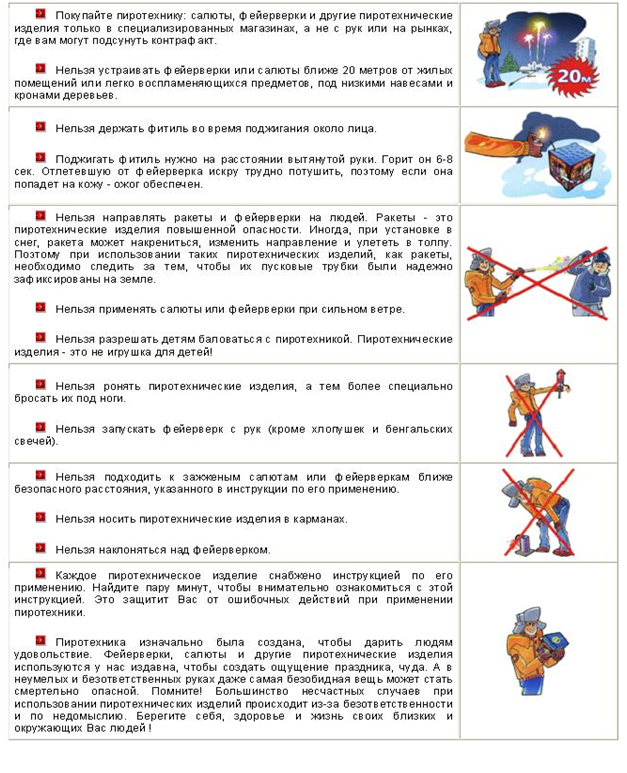 Покупайте пиротехнику: салюты, фейерверки и другие пиротехнические
изделия только в специализированных магазинах, а не с рук или на рынках,
где вам могут подсунуть контрафакт.
Нельзя устраивать фейерверки или салюты ближе 20 метров от жилых
помещений или легко воспламеняющихся предметов, под низкими навесами и
кронами деревьев.
20м
Нельзя держать фитиль во время поджигания около лица.
Поджигать фитиль нужно на расстоянии вытянутой руки. Горит он 6-8
сек. Отлетевшую от фейерверка искру трудно потушить, поэтому если она
попадет на кожу - ожог обеспечен.
Нельзя направлять ракеты и фейерверки на людей. Ракеты - это
пиротехнические изделия повышенной опасности. Иногда, при установке в
снег, ракета может накрениться, изменить направление и улететь в толпу.
Поэтому при использовании таких пиротехнических изделий, как ракеты,
необходимо следить за тем, чтобы их пусковые трубки были надежно
зафиксированы на земле.
Нельзя применять салюты или фейерверки при сильном ветре.
Нельзя разрешать детям баловаться с пиротехникой. Пиротехнические
изделия - это не игрушка для детей!
Нельзя ронять пиротехнические изделия, а тем более специально
бросать их под ноги.
Нельзя запускать фейерверк с рук (кроме хлопушек и бенгальских
свечей).
Нельзя подходить к зажженым салютам или фейерверкам ближе
безопасного расстояния, указанного в инструкции по его применению.
Нельзя носить пиротехнические изделия в карманах.
Нельзя наклоняться над фейерверком.
Каждое пиротехническое изделие снабжено инструкцией по его
применению. Найдите пару минут, чтобы внимательно ознакомиться с этой
инструкцией. Это защитит Вас от ошибочных действий при применении
пиротехники.
Пиротехника изначально была создана, чтобы дарить людям
удовольствие. Фейерверки, салюты и другие пиротехнические изделия
используются у нас издавна, чтобы создать ощущение праздника, чуда. А в
неумелых и безответственных руках даже самая безобидная вещь может стать
смертельно опасной. Помните! Большинство несчастных случаев при
использовании пиротехнических изделий происходит из-за безответственности
и по недомыслию. Берегите себя, здоровье и жизнь своих близких и
окружающих Вас людей !